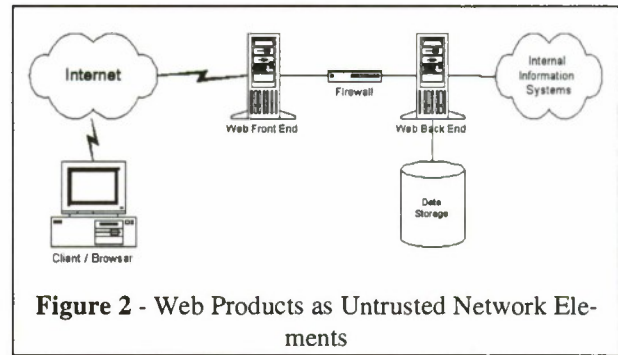 Internet
Internal
Information
Systems
Firewall
Web Front End
Web Back End
Data
Storage
Client / Browser
Figure 2 - Web Products as Untrusted Network Ele-
ments